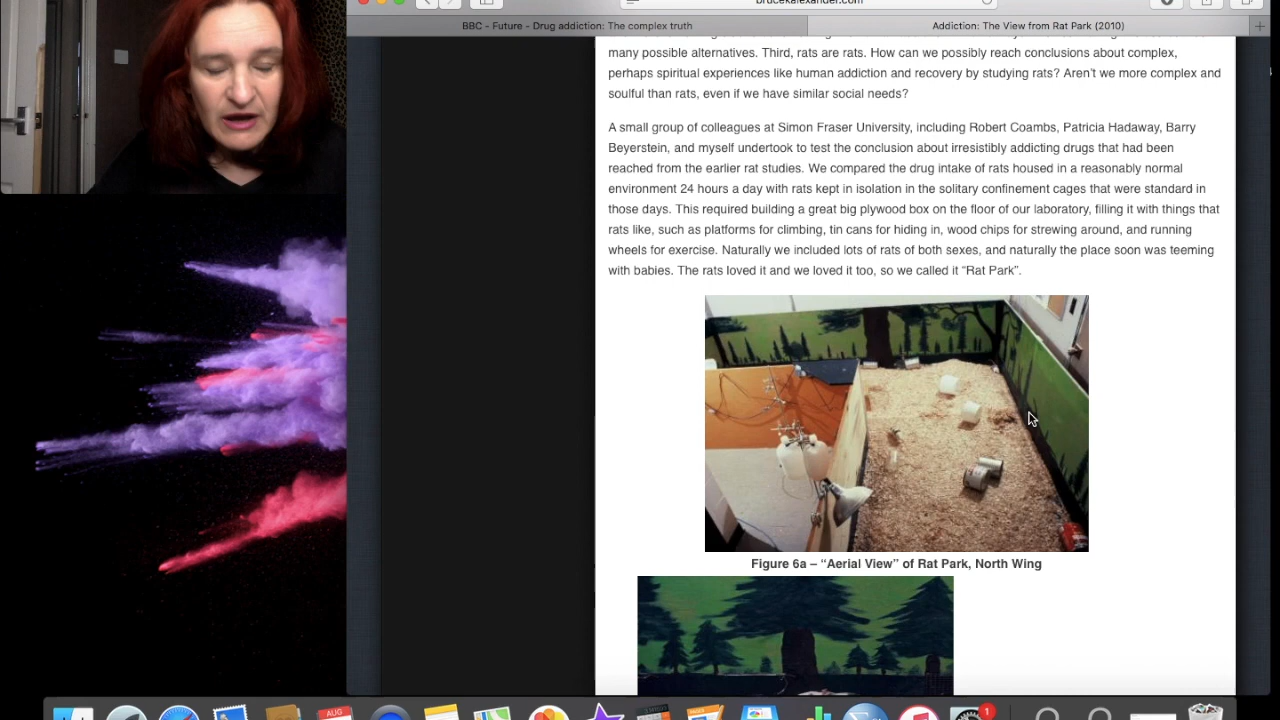 brucekalexander.com
BBC - Future - Drug addiction: The complex truth
Addiction: The View from Rat Park (2010)
many possible alternatives. Third, rats are rats. How can we possibly reach conclusions about complex,
perhaps spiritual experiences like human addiction and recovery by studying rats? Aren't we more complex and
soulful than rats, even if we have similar social needs?
A small group of colleagues at Simon Fraser University, including Robert Coambs, Patricia Hadaway, Barry
Beyerstein, and myself undertook to test the conclusion about irresistibly addicting drugs that had been
reached from the earlier rat studies. We compared the drug intake of rats housed in a reasonably normal
environment 24 hours a day with rats kept in isolation in the solitary confinement cages that were standard in
those days. This required building a great big plywood box on the floor of our laboratory, filling it with things that
rats like, such as platforms for climbing, tin cans for hiding in, wood chips for strewing around, and running
wheels for exercise. Naturally we included lots of rats of both sexes, and naturally the place soon was teeming
with babies. The rats loved it and we loved it too, so we called it “Rat Park”.
Figure 6a – “Aerial View” of Rat Park, North Wing
AUG
1